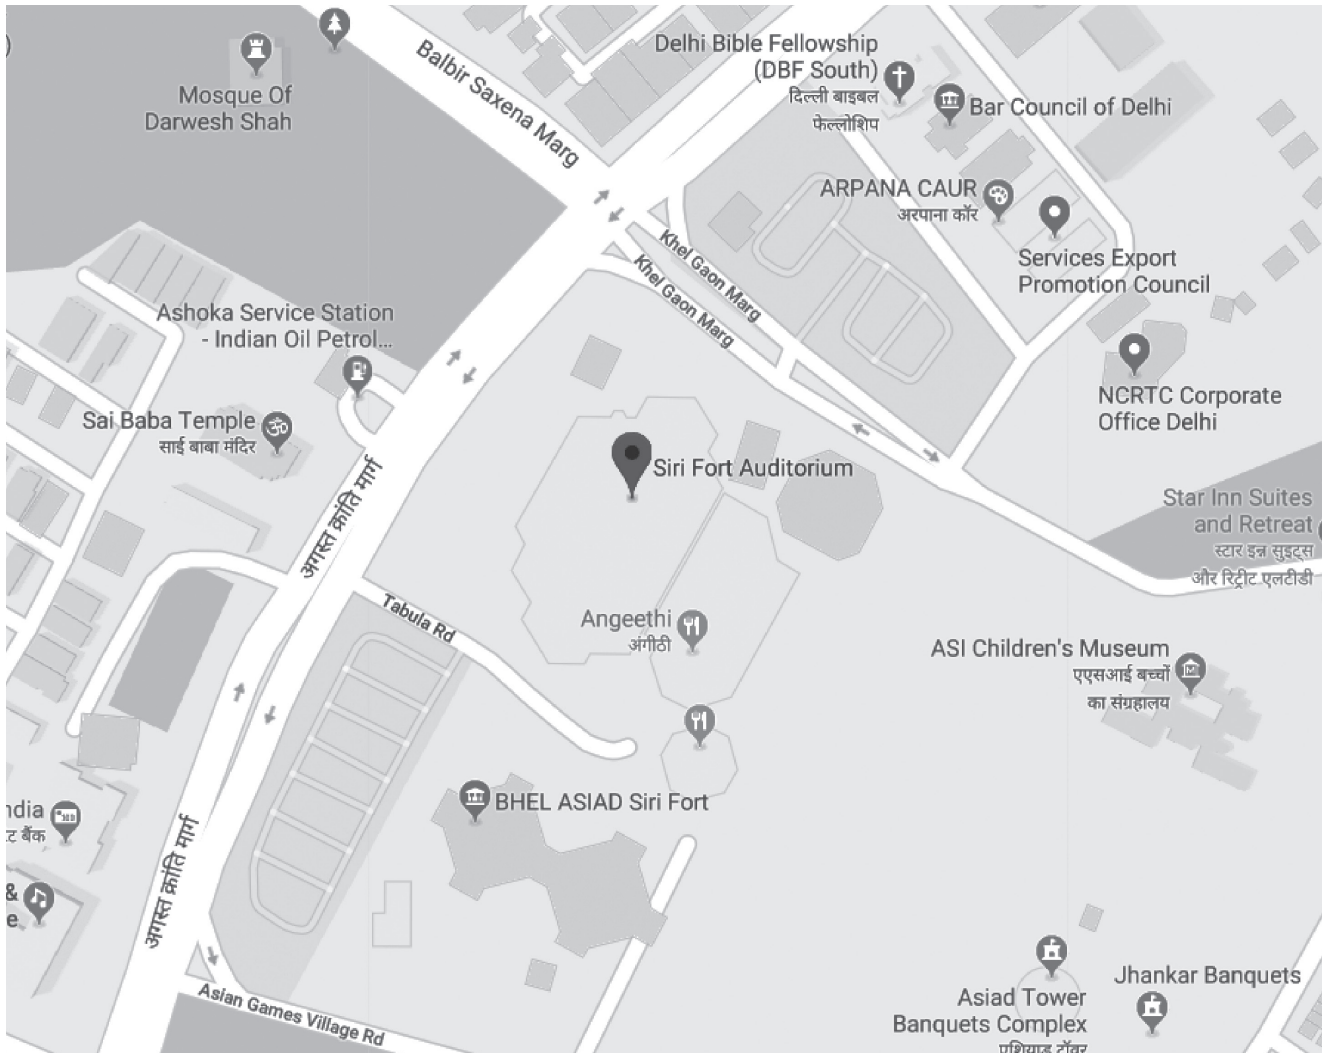 Balbir Saxena Marg
Delhi Bible Fellowship
(DBF South)
दिल्ली बाइबल
फेल्लोशिप
Bar Council of Delhi
Mosque Of
Darwesh Shah
ARPANA CAUR
अरपाना कॉर
Services Export
Promotion Council
Khel Gaon Marg
Khel Gaon Marg
Ashoka Service Station
- Indian Oil Petrol...
NCRTC Corporate
Office Delhi
Sai Baba Temple
साई बाबा मंदिर
Siri Fort Auditorium
अगस्त क्रांति मार्ग
Star Inn Suites
and Retreat
स्टार इन्न सुइट्स
और रिट्रीट एलटीडी
Tabula Rd
Angeethi
अंगीठी
ASI Children's Museum
एएसआई बच्चों
का संग्रहालय
BHEL ASIAD Siri Fort
ndia
बैंक
अगस्त क्रांति मार्ग
&
e
Asian Games Village Rd
Jhankar Banquets
Asiad Tower
Banquets Complex
एशियाड टॉवर